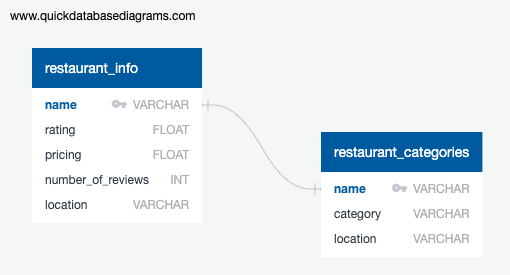 www.quickdatabasediagrams.com
restaurant_info
name VARCHAR
rating FLOAT
pricing FLOAT
number_of_reviews INT
location VARCHAR
restaurant_categories
name VARCHAR
category VARCHAR
location VARCHAR